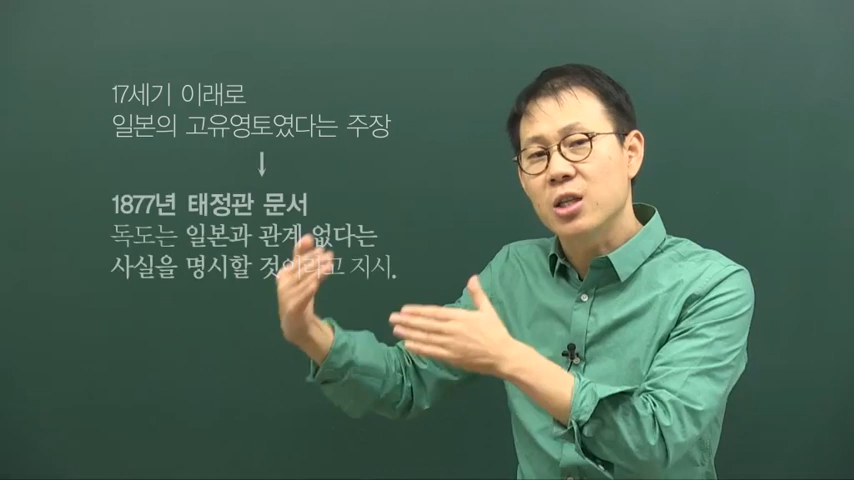 17세기 이래로
일본의 고유영토였다는 주장
1877년 태정관 문서
독도는 일본과 관계 없다는
사실을 명시할 것이라고 지시.